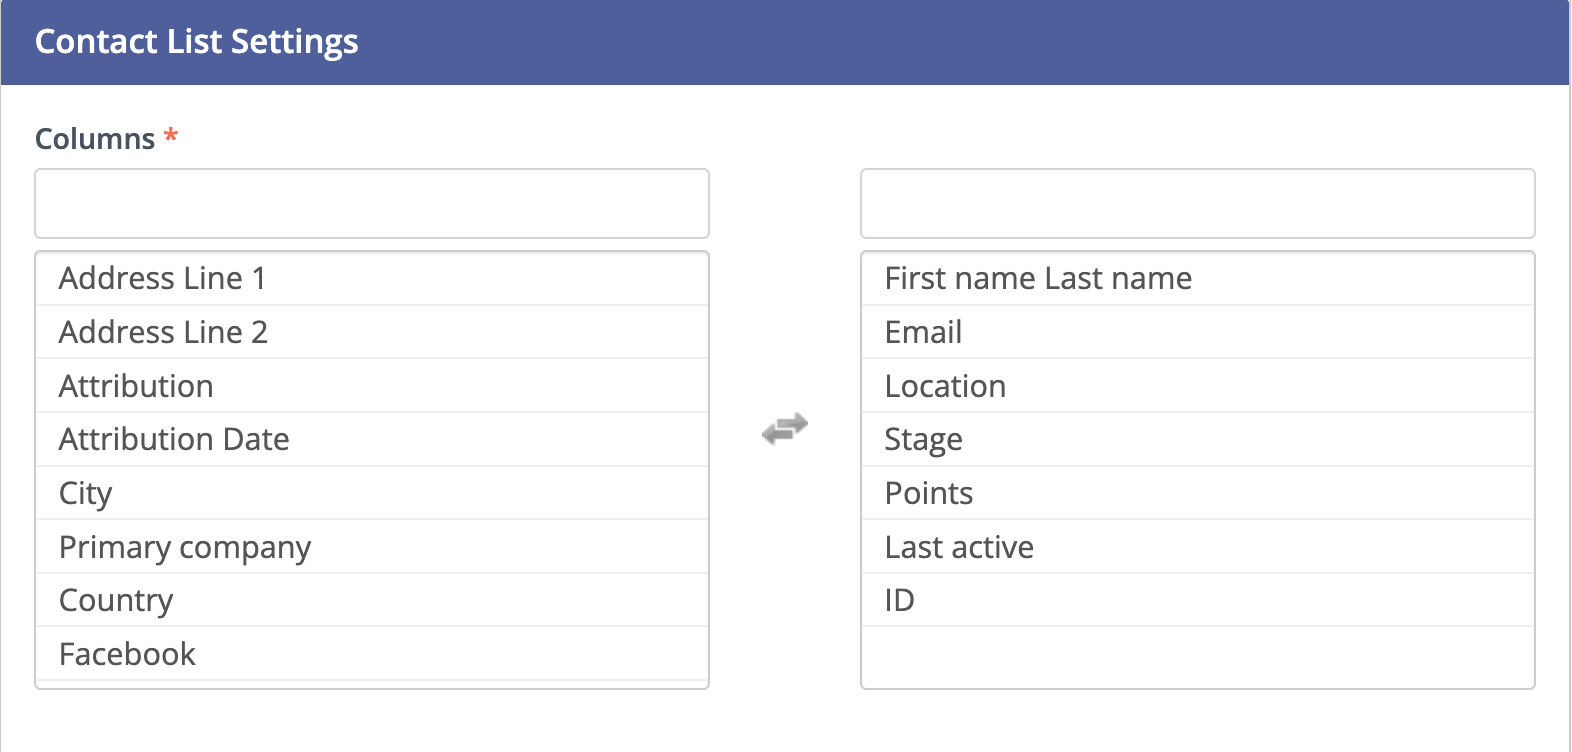 Contact List Settings
Columns *
Address Line 1
Address Line 2
Attribution
Attribution Date
City
Primary company
Country
Facebook
First name Last name
Email
Location
Stage
Points
Last active
ID